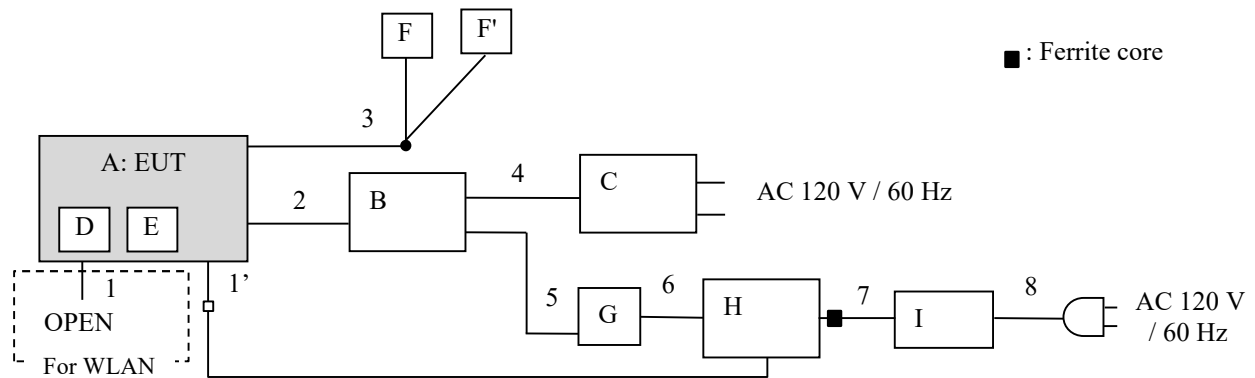 F
F'
: Ferrite core
3
A: EUT
4
C
AC 120 V / 60 Hz
2
B
D
E
1
1’
5
6
7
8
OPEN
G
H
I
AC 120 V
/ 60 Hz
For WLAN